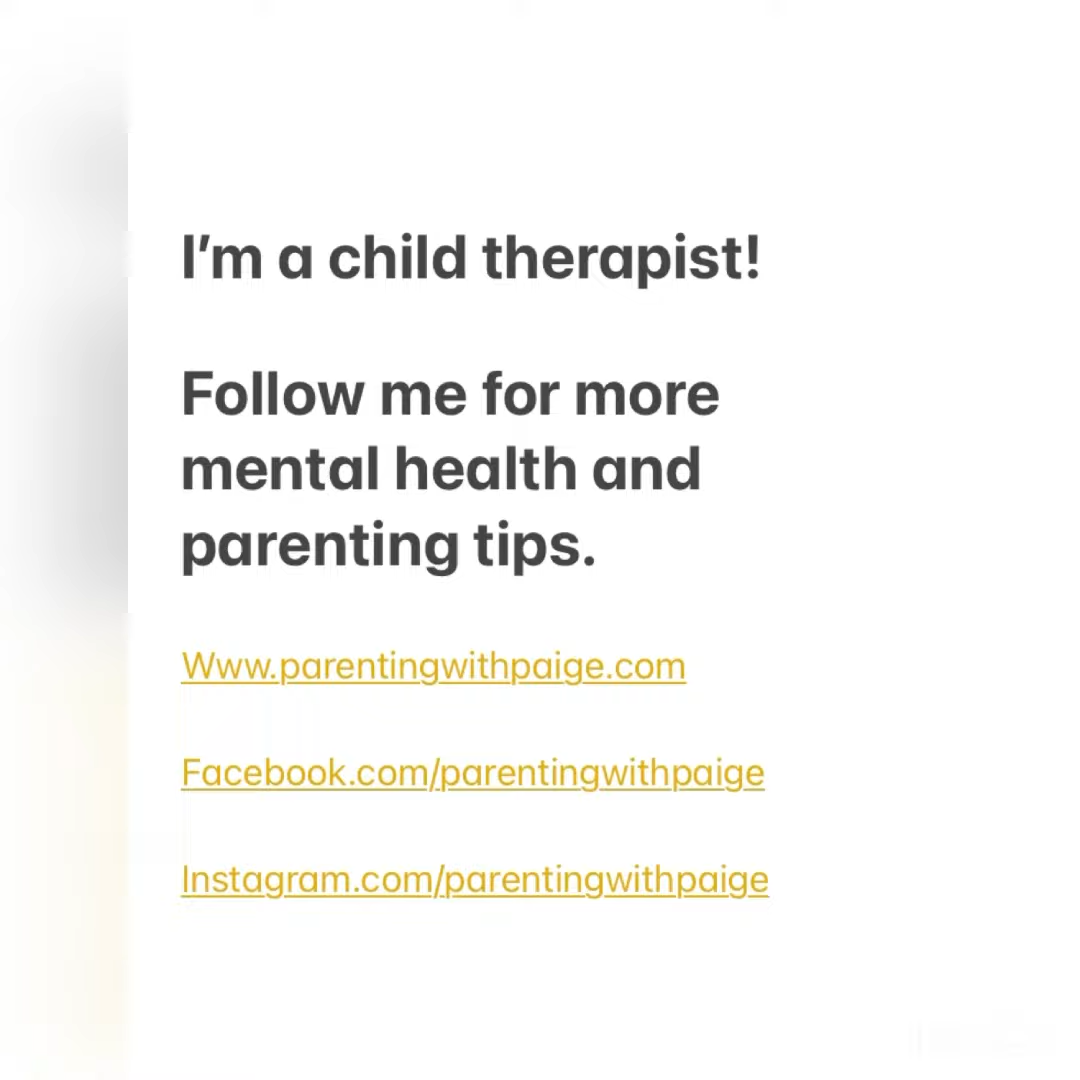 I'm a child therapist!
Follow me for more
mental health and
parenting tips.
Www.parentingwithpaige.com
Facebook.com/parentingwithpaige
Instagram.com/parentingwithpaige